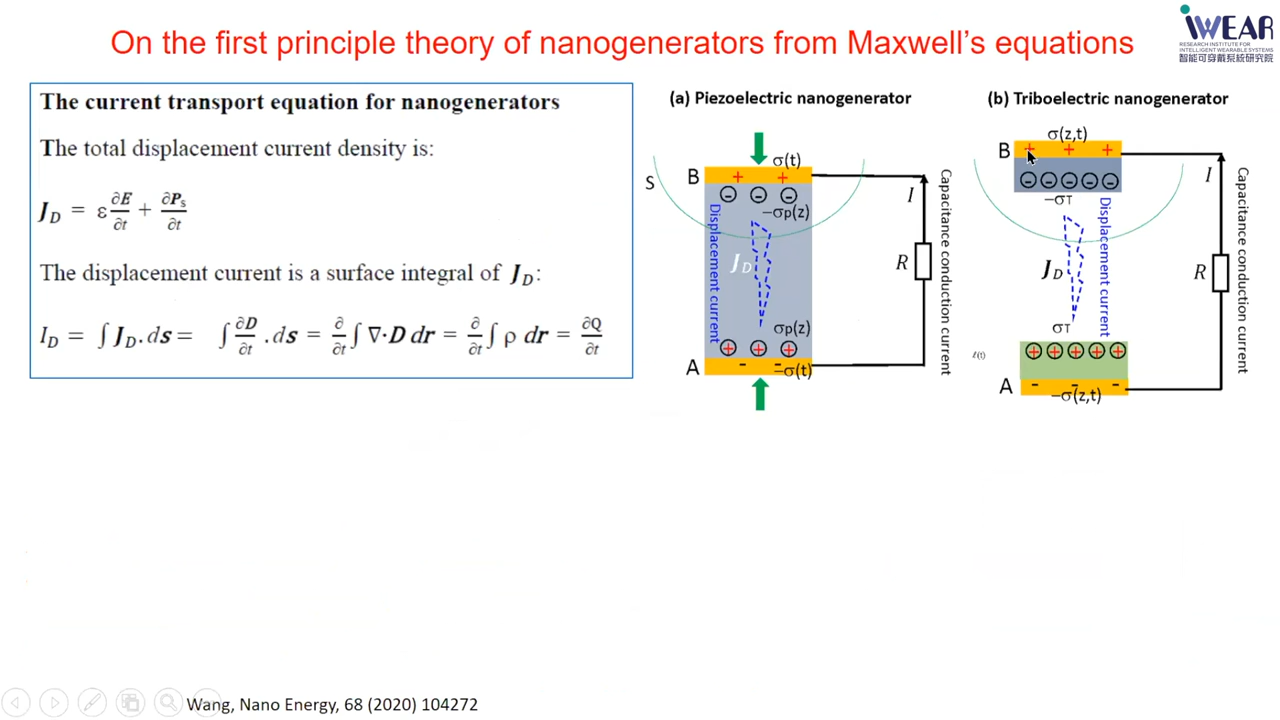 On the first principle theory of nanogenerators from Maxwell's equations
iWEAR
RESEARCH INSTITUTE FOR
INTELLIGENT WEARABLE SYSTEMS
智能可穿戴系統研究院
The current transport equation for nanogenerators
The total displacement current density is:
J_D = ε ∂E/∂t + ∂P_s/∂t
The displacement current is a surface integral of J_D:
I_D = ∫ J_D . ds = ∫ ∂D/∂t . ds = ∂/∂t ∫ ∇·D dr = ∂/∂t ∫ ρ dr = ∂Q/∂t
(a) Piezoelectric nanogenerator
σ(t)
S
B
+ +
−σp(z)
Displacement current
J_D
I
R
Capacitance conduction current
σp(z)
+ + +
A
- -
−σ(t)
(b) Triboelectric nanogenerator
σ(z,t)
B
+ + +
−σT
Displacement current
J_D
I
R
Capacitance conduction current
σT
ℓ(t)
+ + + + +
A
- - -
−σ(z,t)
Wang, Nano Energy, 68 (2020) 104272